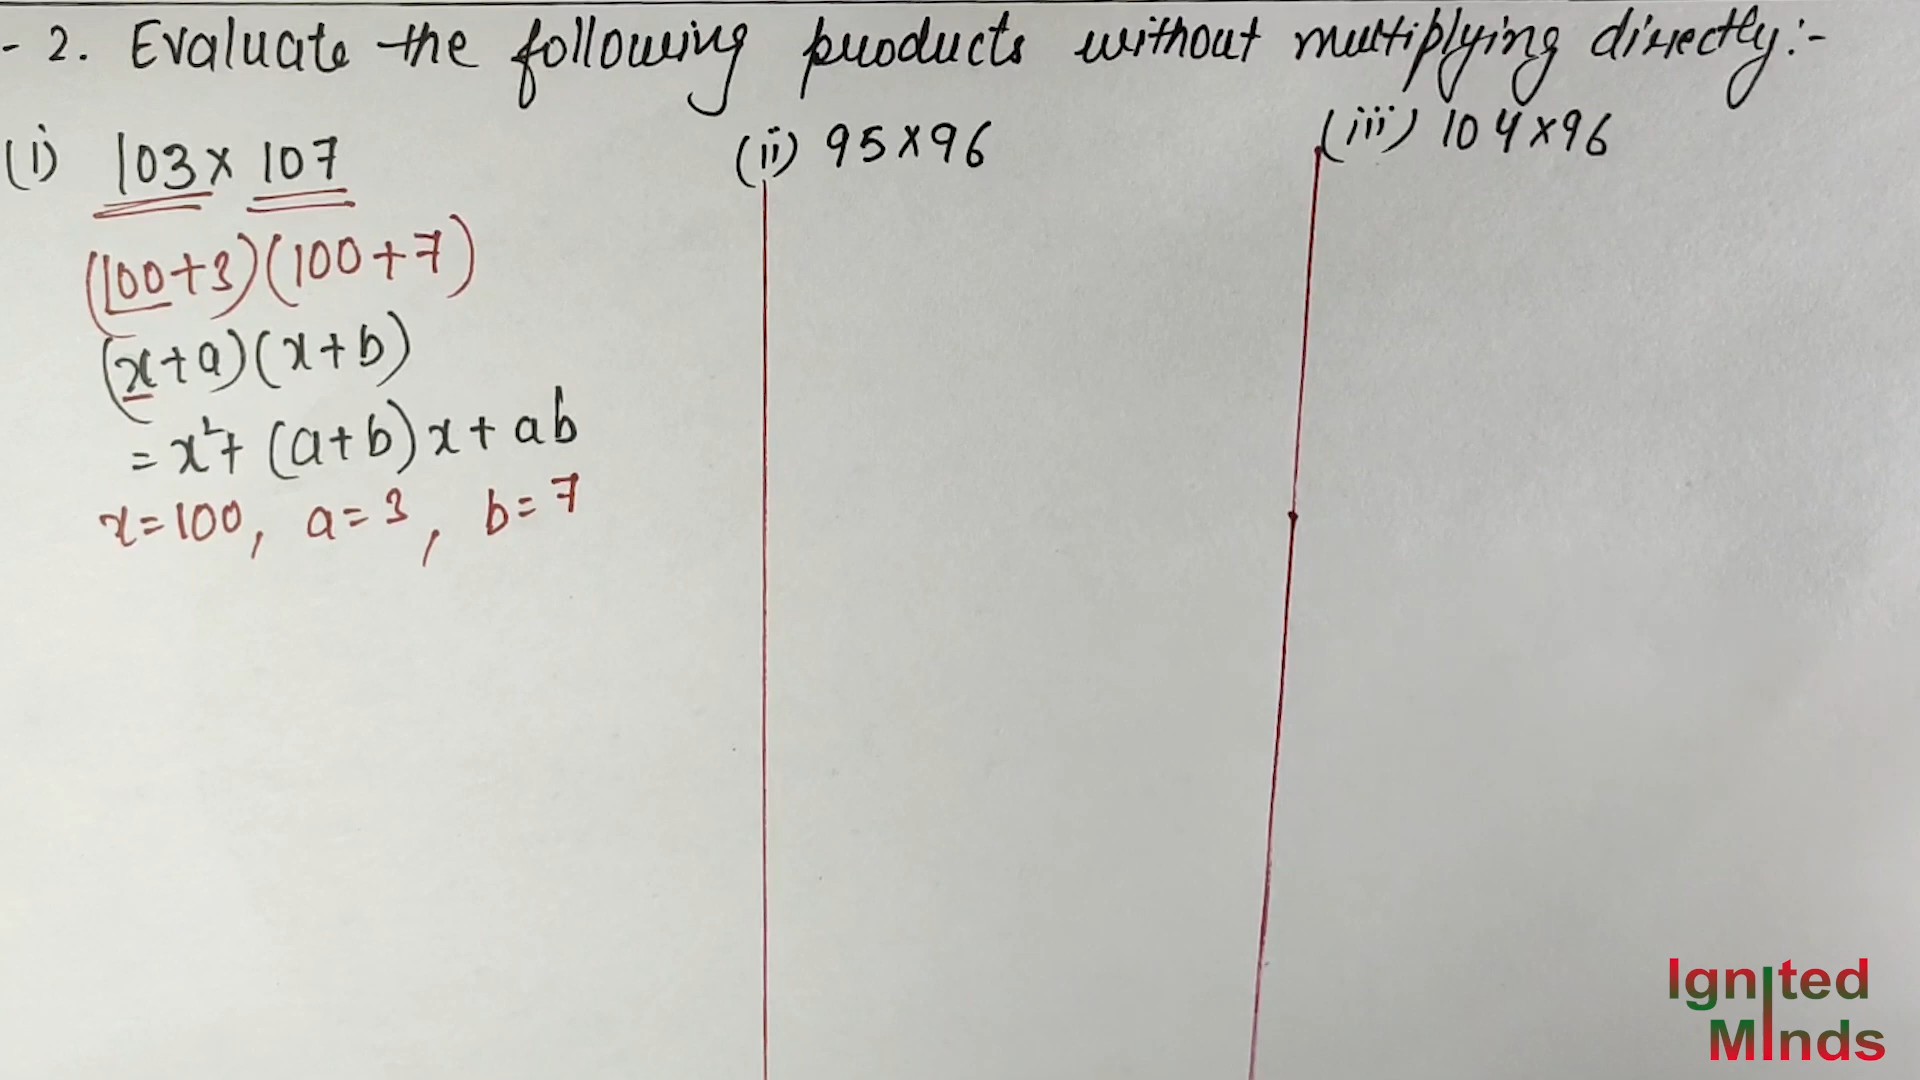 - 2. Evaluate the following products without multiplying directly:-
(i) 103 x 107
(ii) 95 x 96
(iii) 104 x 96
(100+3)(100+7)
(x+a)(x+b)
= x²+ (a+b)x + ab
x=100, a=3, b=7
Ignited
Minds